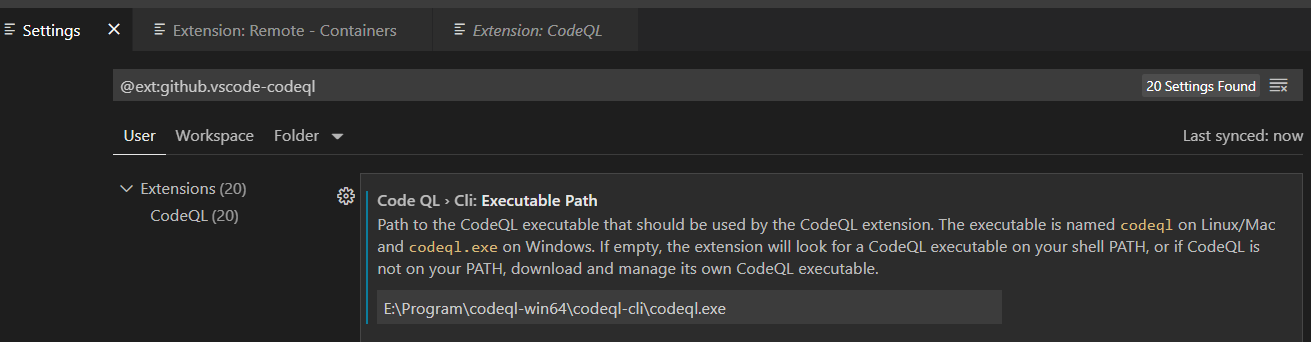 Settings
Extension: Remote - Containers
Extension: CodeQL
@ext:github.vscode-codeql
20 Settings Found
User
Workspace
Folder
Last synced: now
Extensions (20)
CodeQL (20)
Code QL › Cli: Executable Path
Path to the CodeQL executable that should be used by the CodeQL extension. The executable is named codeql on Linux/Mac
and codeql.exe on Windows. If empty, the extension will look for a CodeQL executable on your shell PATH, or if CodeQL is
not on your PATH, download and manage its own CodeQL executable.
E:\Program\codeql-win64\codeql-cli\codeql.exe